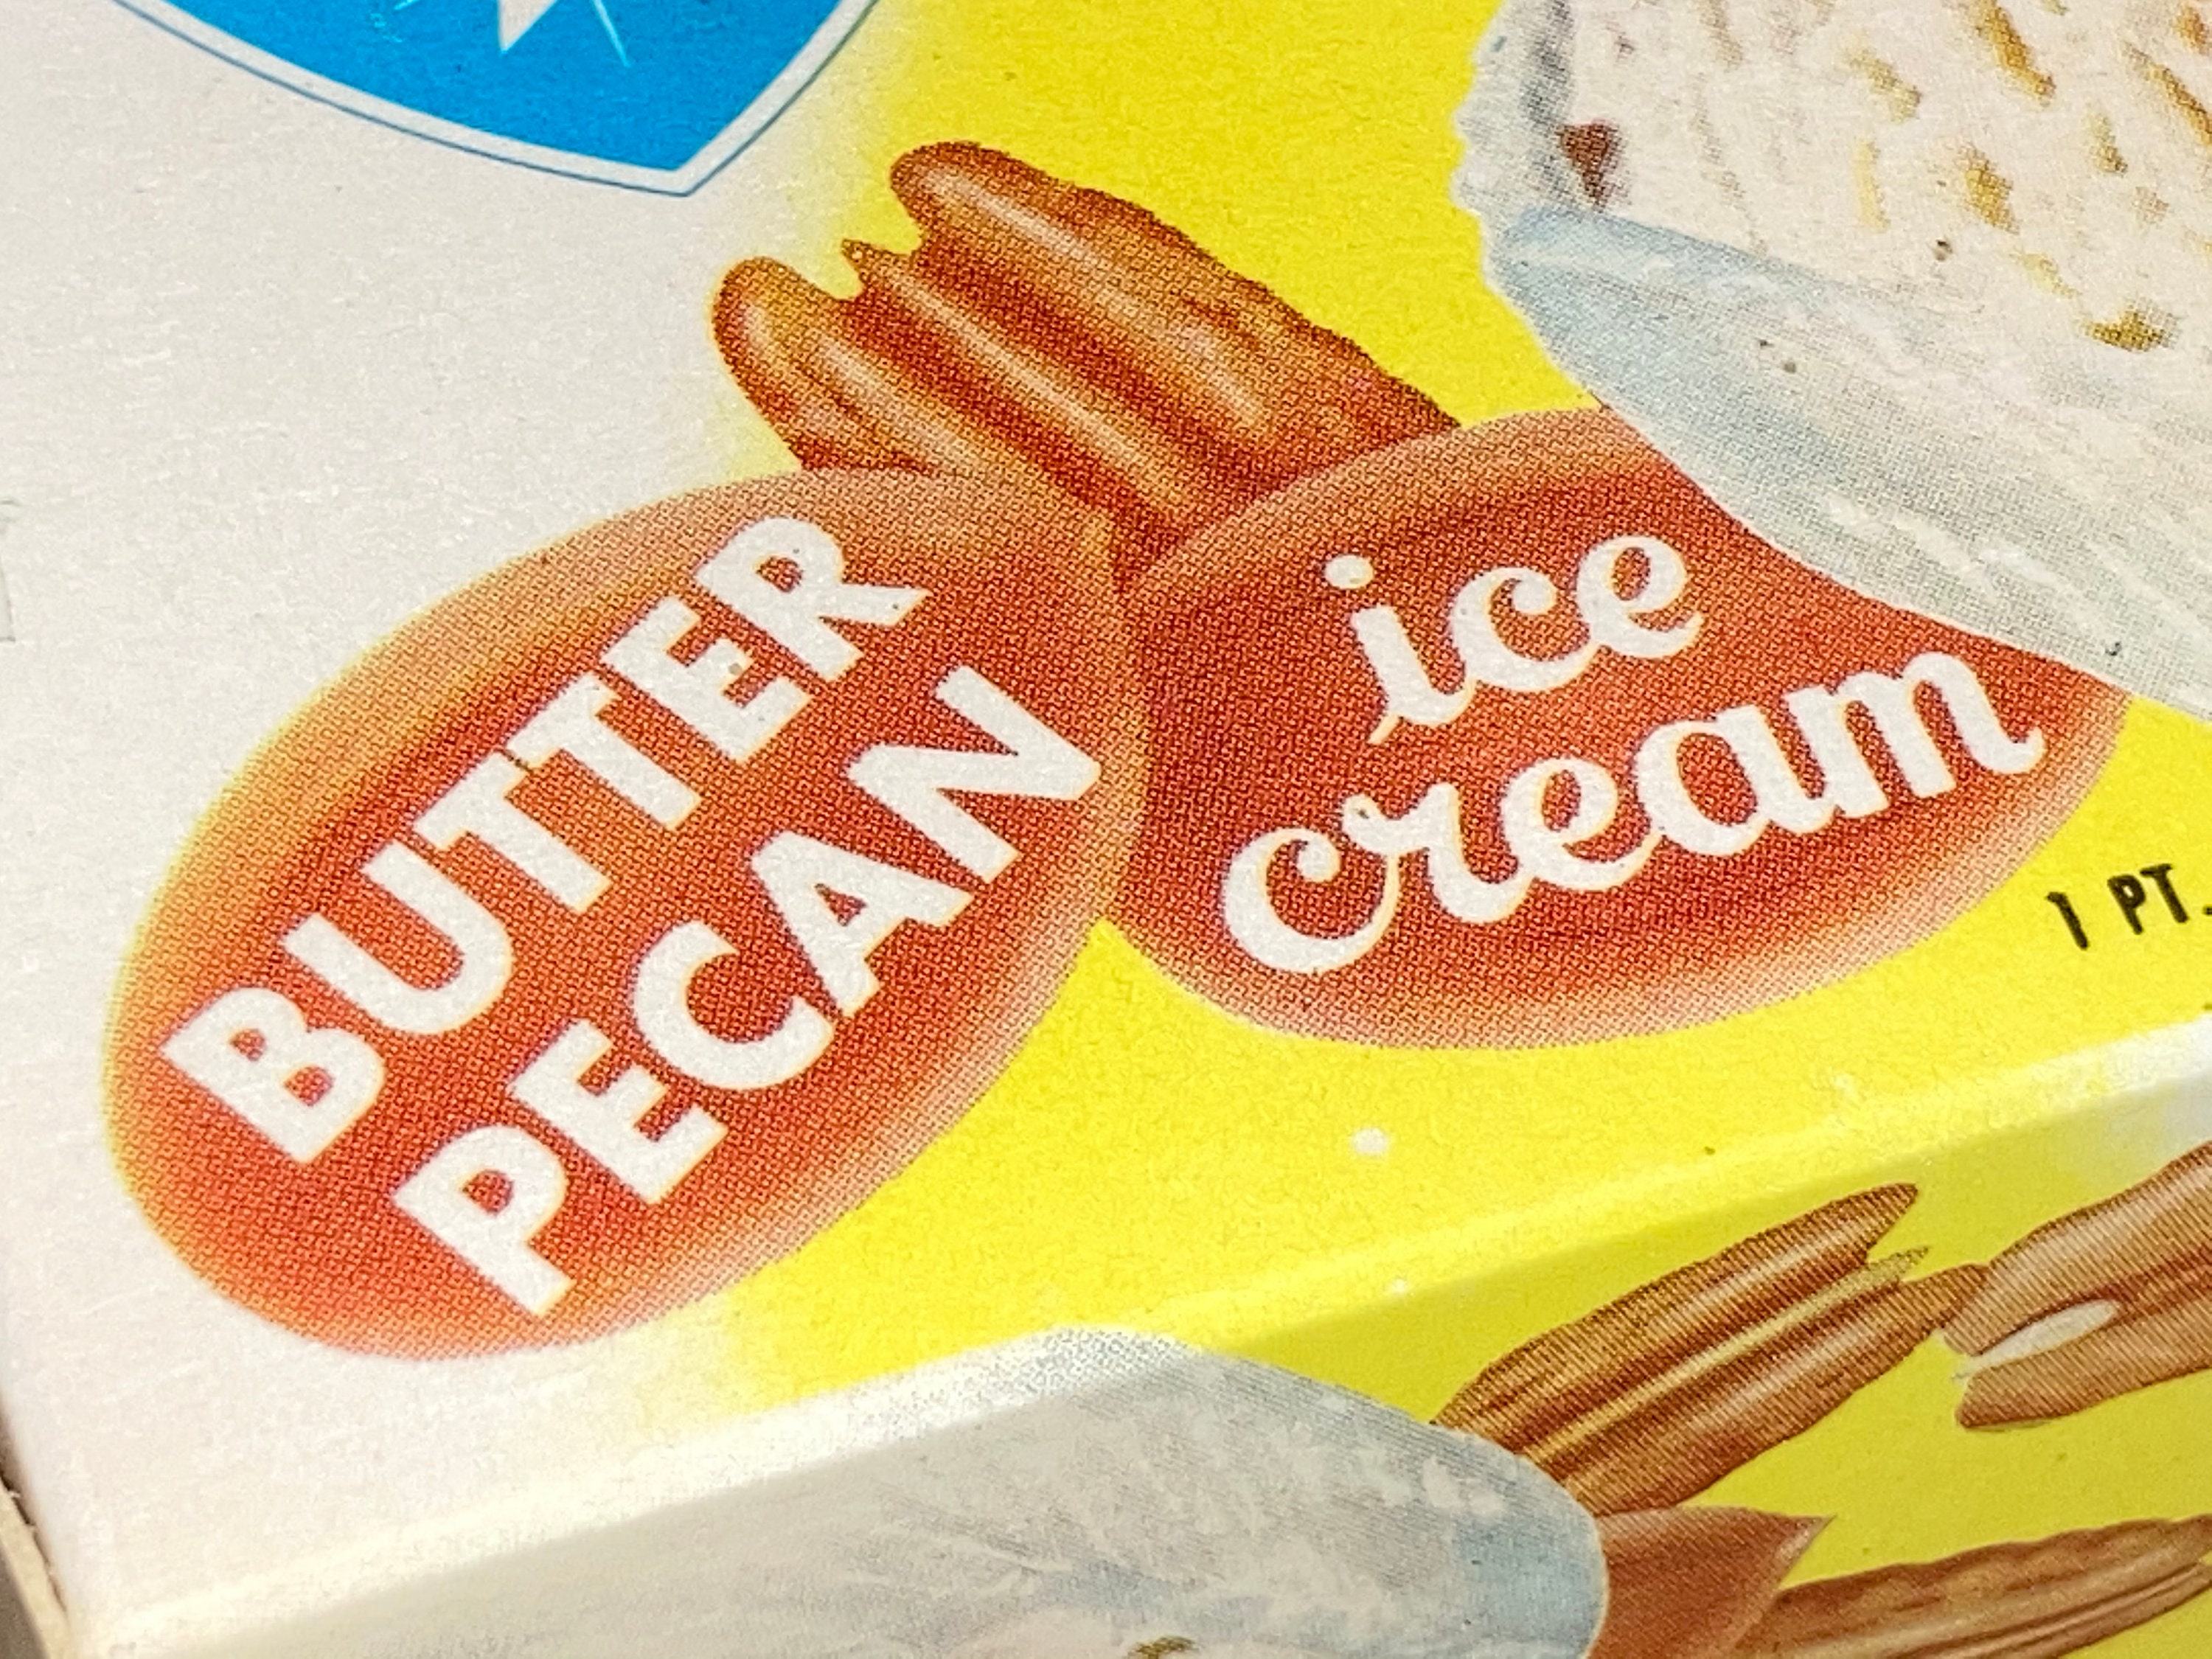 BUTTER
PECAN
ice
cream
1 PT.